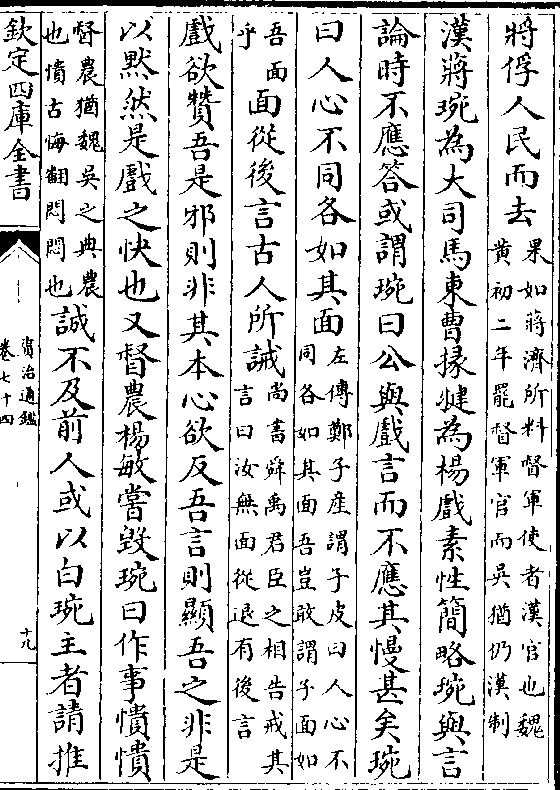 將俘人民而去果如蔣濟所料督軍使者漢官也魏黃初二年罷督軍官而吳猶仍漢制
漢蔣琬為大司馬東曹掾犍為楊戲素性簡略琬與言
論時不應答或謂琬曰公與戲言而不應其慢甚矣琬
曰人心不同各如其面左傳鄭子産謂子皮曰人心不同各如其面吾豈敢謂子面如
吾面乎面從後言古人所誡尚書舜禹君臣之相告戒其言曰汝無面從退有後言
戲欲賛吾是邪則非其本心欲反吾言則顯吾之非是
以默然是戲之快也又督農楊敏嘗毀琬曰作事憒憒
督農猶魏吳之典農也憒古悔翻悶悶也誠不及前人或以白琬主者請推
欽定四庫全書
資治通鑑
卷七十四
十九